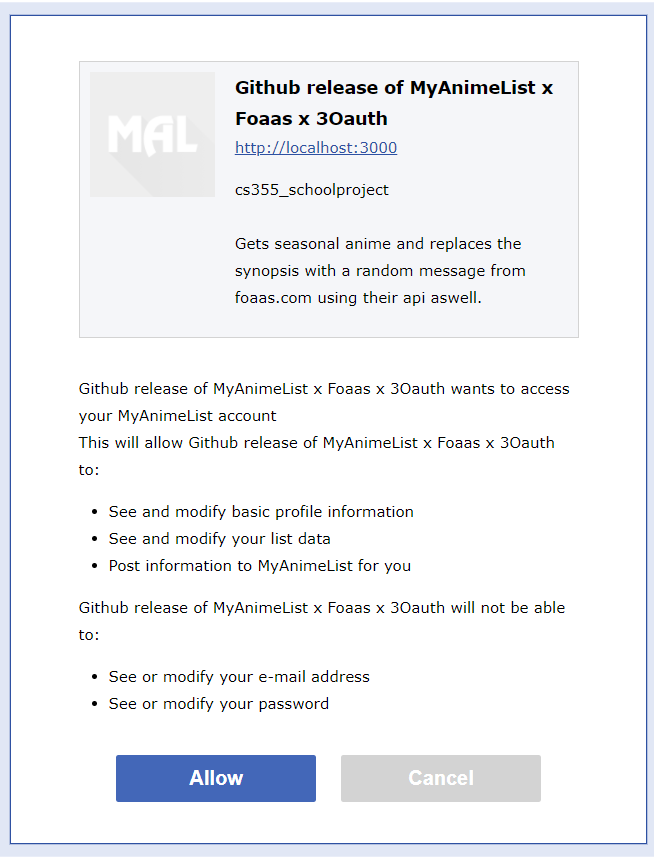 MAL
Github release of MyAnimeList x
Foaas x 3Oauth
http://localhost:3000
cs355_schoolproject
Gets seasonal anime and replaces the
synopsis with a random message from
foaas.com using their api aswell.
Github release of MyAnimeList x Foaas x 3Oauth wants to access
your MyAnimeList account
This will allow Github release of MyAnimeList x Foaas x 3Oauth
to:
• See and modify basic profile information
• See and modify your list data
• Post information to MyAnimeList for you
Github release of MyAnimeList x Foaas x 3Oauth will not be able
to:
• See or modify your e-mail address
• See or modify your password
Allow
Cancel